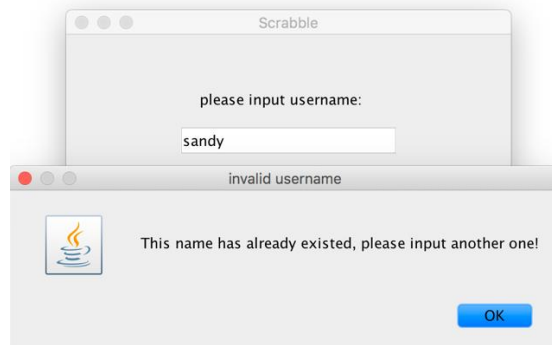 Scrabble
please input username:
sandy
invalid username
This name has already existed, please input another one!
OK